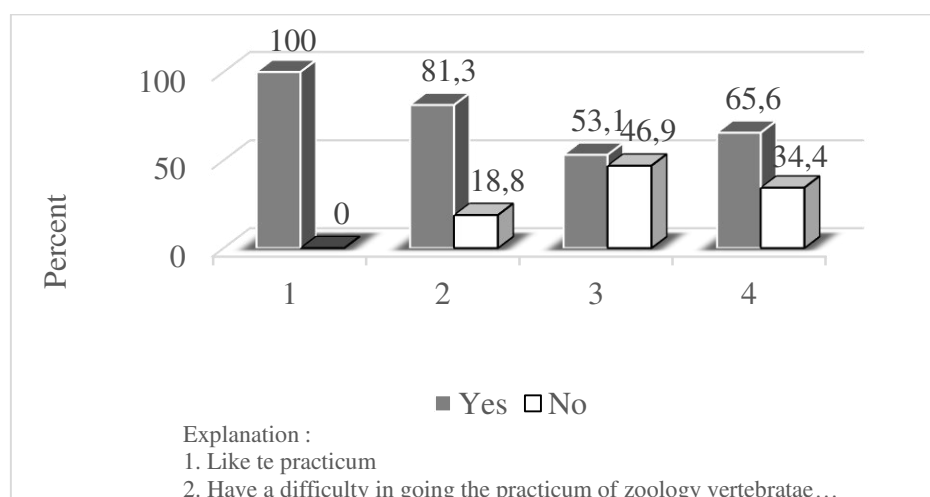 100
81,3
65,6
53,1
46,9
34,4
18,8
0
100
50
0
Percent
1 2 3 4
Yes No
Explanation :
1. Like te practicum
2. Have a difficulty in going the practicum of zoology vertebratae…